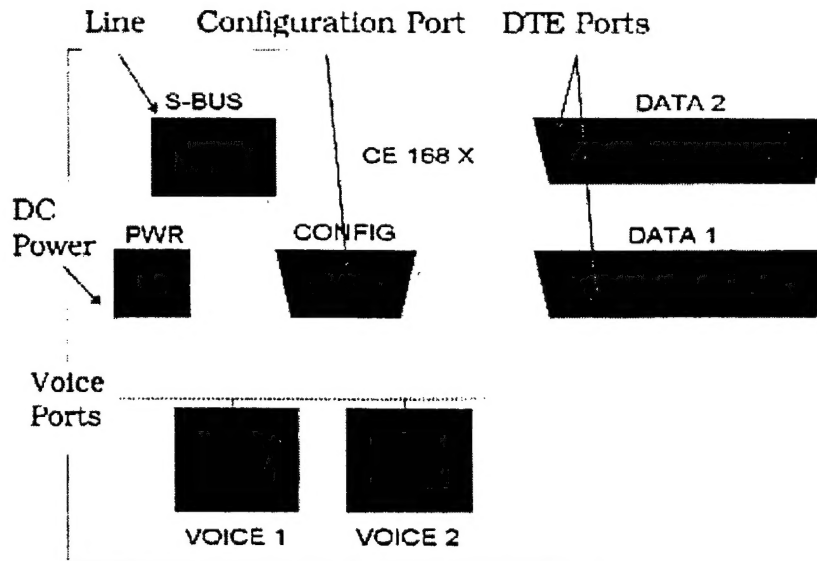 Line Configuration Port DTE Ports
S-BUS DATA 2
CE 168 X
DC
Power
PWR CONFIG DATA 1
Voice
Ports
VOICE 1 VOICE 2